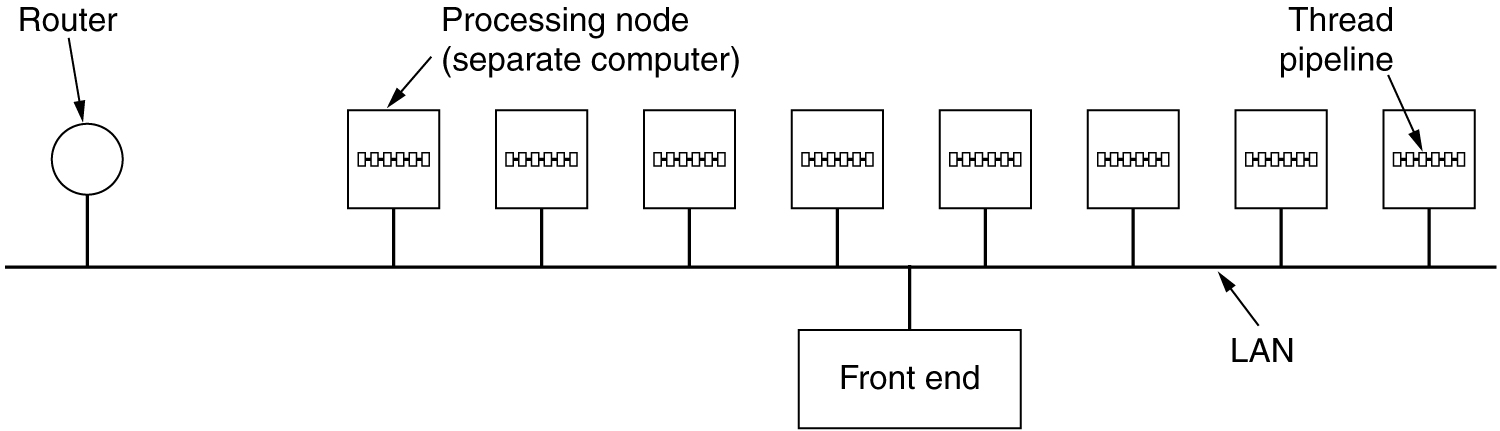 Router
Processing node
(separate computer)
Thread
pipeline
LAN
Front end